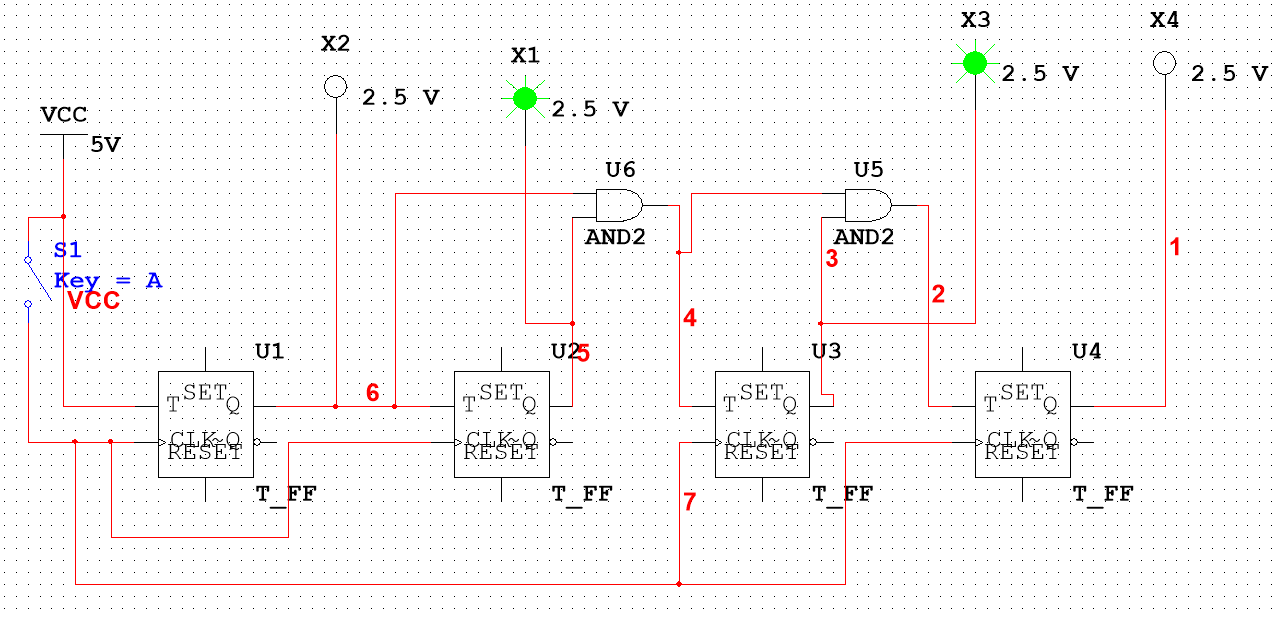 X3
X4
X2
X1
2.5 V
2.5 V
2.5 V
2.5 V
VCC
5V
U6
U5
AND2
AND2
S1
Key = A
VCC
3
1
2
4
U1
U2
5
U3
U4
6
T SET Q
CLK ~Q
RESET
T_FF
T SET Q
CLK ~Q
RESET
T_FF
T SET Q
CLK ~Q
RESET
T_FF
T SET Q
CLK ~Q
RESET
T_FF
7